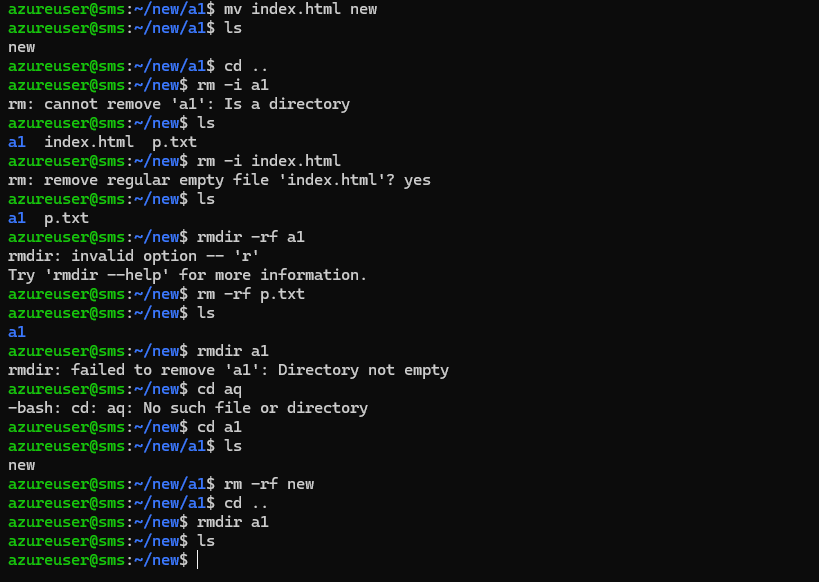 azureuser@sms:~/new/a1$ mv index.html new
azureuser@sms:~/new/a1$ ls
new
azureuser@sms:~/new/a1$ cd ..
azureuser@sms:~/new$ rm -i a1
rm: cannot remove 'a1': Is a directory
azureuser@sms:~/new$ ls
a1  index.html  p.txt
azureuser@sms:~/new$ rm -i index.html
rm: remove regular empty file 'index.html'? yes
azureuser@sms:~/new$ ls
a1  p.txt
azureuser@sms:~/new$ rmdir -rf a1
rmdir: invalid option -- 'r'
Try 'rmdir --help' for more information.
azureuser@sms:~/new$ rm -rf p.txt
azureuser@sms:~/new$ ls
a1
azureuser@sms:~/new$ rmdir a1
rmdir: failed to remove 'a1': Directory not empty
azureuser@sms:~/new$ cd aq
-bash: cd: aq: No such file or directory
azureuser@sms:~/new$ cd a1
azureuser@sms:~/new/a1$ ls
new
azureuser@sms:~/new/a1$ rm -rf new
azureuser@sms:~/new/a1$ cd ..
azureuser@sms:~/new$ rmdir a1
azureuser@sms:~/new$ ls
azureuser@sms:~/new$